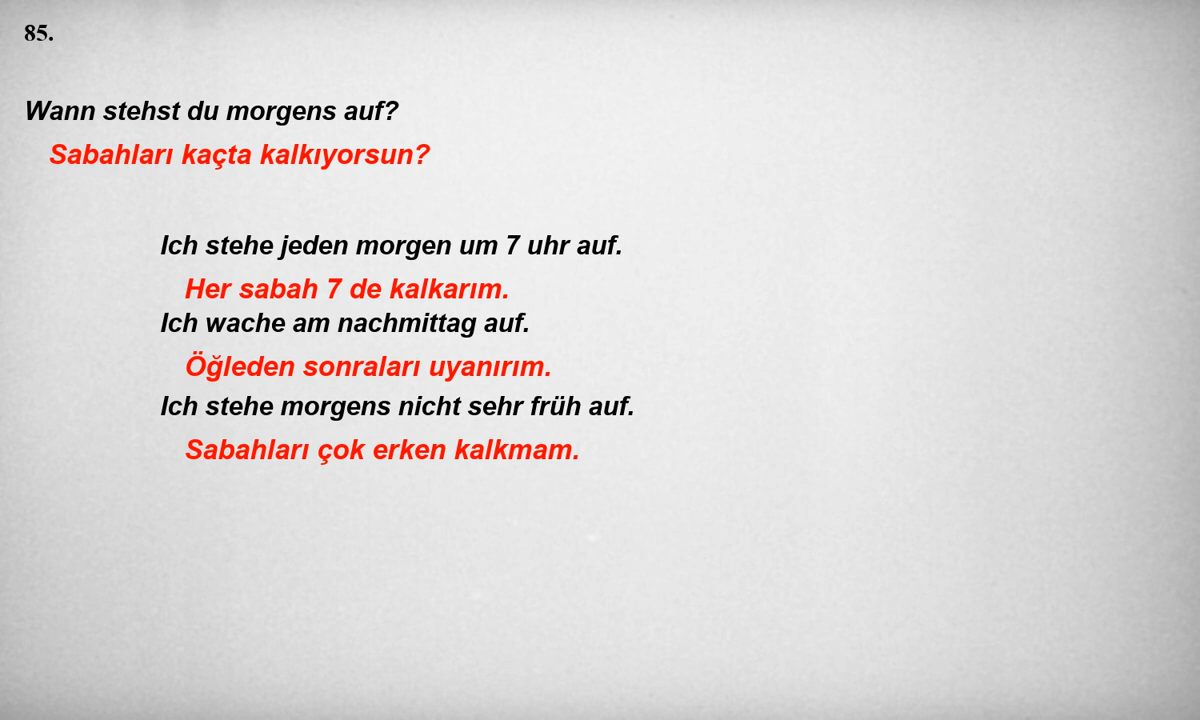 85.
Wann stehst du morgens auf?
Sabahları kaçta kalkıyorsun?
Ich stehe jeden morgen um 7 uhr auf.
Her sabah 7 de kalkarım.
Ich wache am nachmittag auf.
Öğleden sonraları uyanırım.
Ich stehe morgens nicht sehr früh auf.
Sabahları çok erken kalkmam.